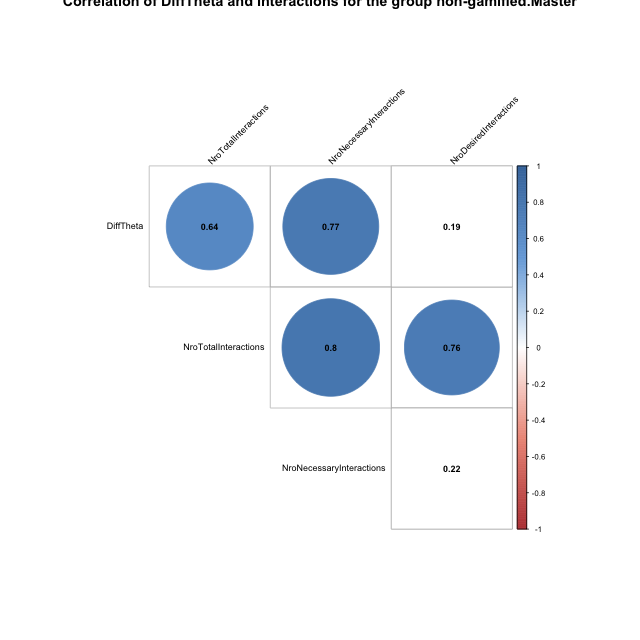 Correlation of DiffTheta and Interactions for the group non-gamified.Master
NroTotalInteractions
NroNecessaryInteractions
NroDesiredInteractions
DiffTheta
0.64
0.77
0.19
NroTotalInteractions
0.8
0.76
NroNecessaryInteractions
0.22
1
0.8
0.6
0.4
0.2
0
-0.2
-0.4
-0.6
-0.8
-1